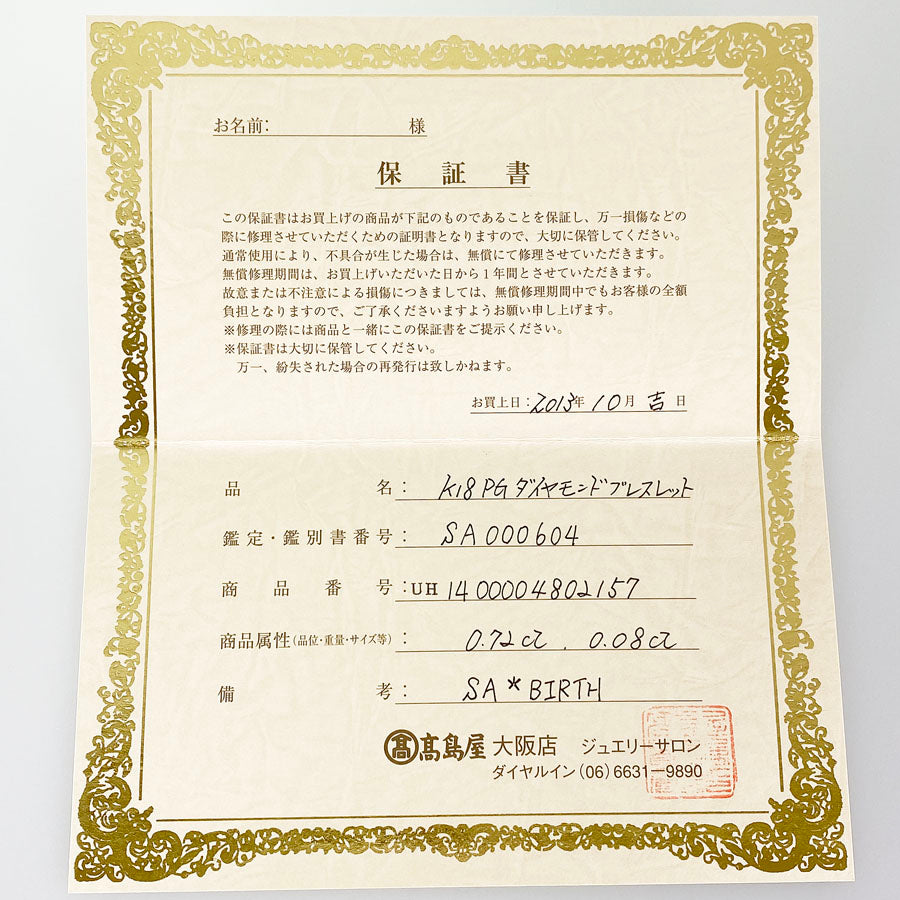 お名前: 様
保証書
この保証書はお買上げの商品が下記のものであることを保証し、万一損傷などの
際に修理させていただくための証明書となりますので、大切に保管してください。
通常使用により、不具合が生じた場合は、無償にて修理させていただきます。
無償修理期間は、お買上げいただいた日から1年間とさせていただきます。
故意または不注意による損傷につきましては、無償修理期間中でもお客様の全額
負担となりますので、ご了承くださいますようお願い申し上げます。
※修理の際には商品と一緒にこの保証書をご提示ください。
※保証書は大切に保管してください。
万一、紛失された場合の再発行は致しかねます。
お買上日:2013年10月吉日
品名: K18PGダイヤモンドブレスレット
鑑定・鑑別書番号: SA000604
商品番号:UH 1400004802157
商品属性(品位・重量・サイズ等): 0.72ct . 0.08ct
備考: SA*BIRTH
髙 髙島屋 大阪店 ジュエリーサロン
ダイヤルイン(06)6631-9890